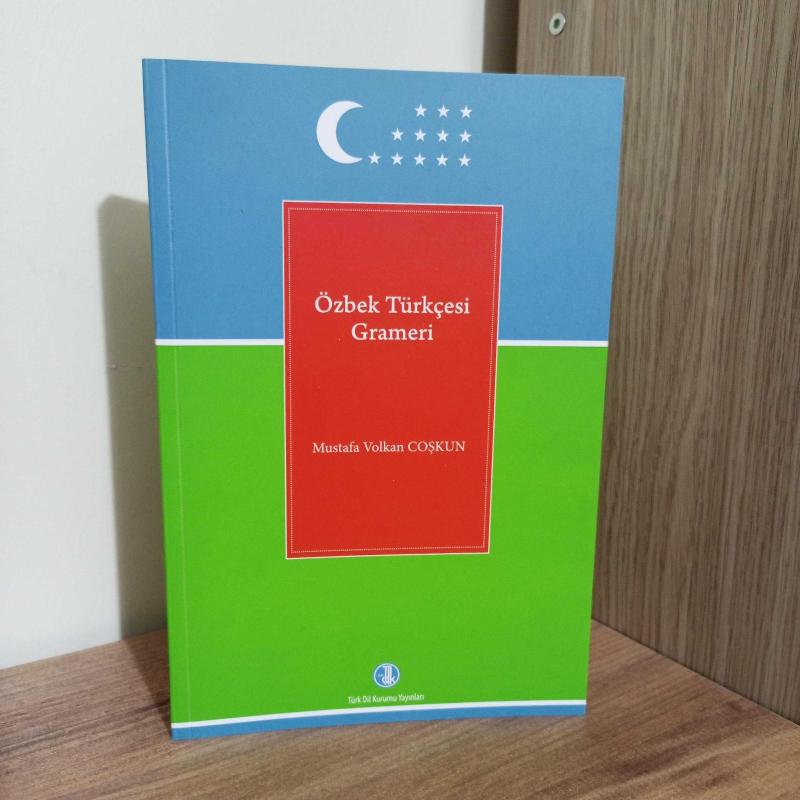 Özbek Türkçesi
Grameri
Mustafa Volkan COŞKUN
Türk Dil Kurumu Yayınları